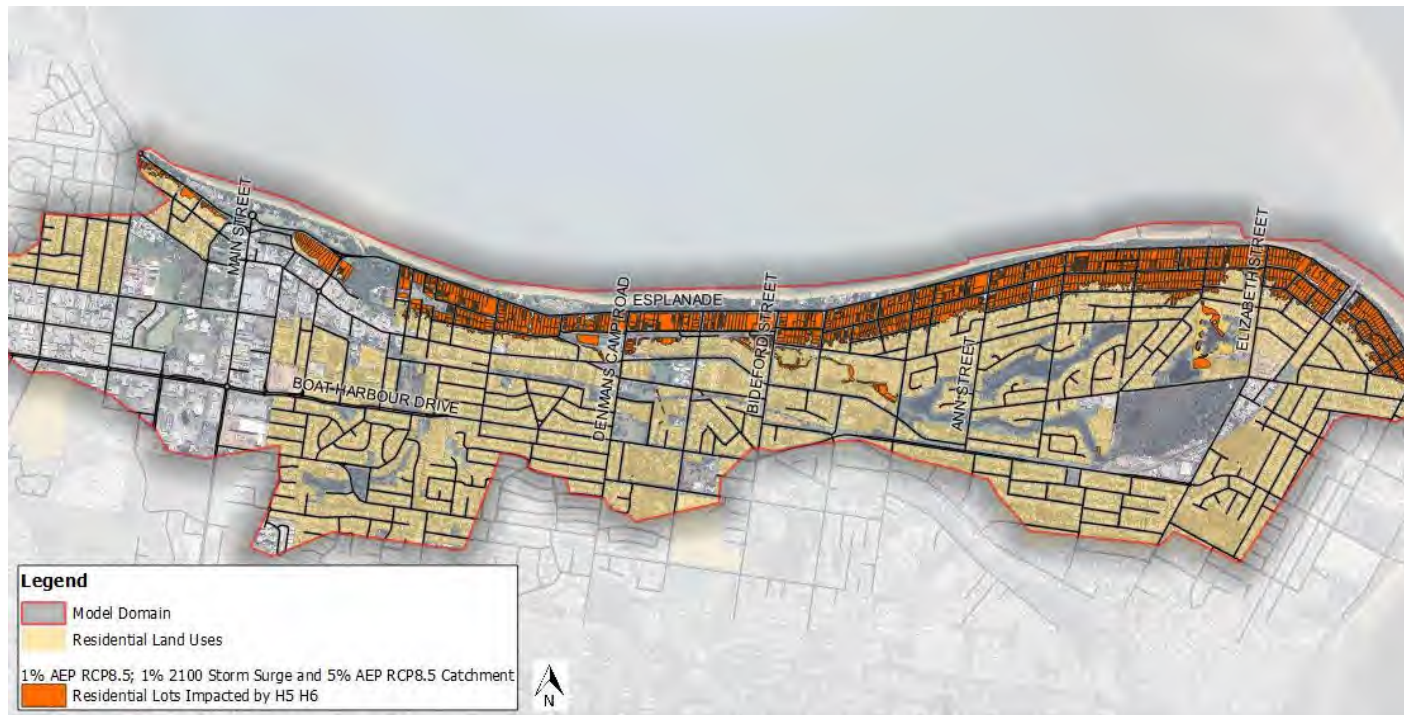 MAIN STREET
ESPLANADE
ELIZABETH STREET
DENMANS CAMP ROAD
BIDEFORD STREET
ANN STREET
BOAT HARBOUR DRIVE
Legend
Model Domain
Residential Land Uses
1% AEP RCP8.5; 1% 2100 Storm Surge and 5% AEP RCP8.5 Catchment
Residential Lots Impacted by H5 H6
N